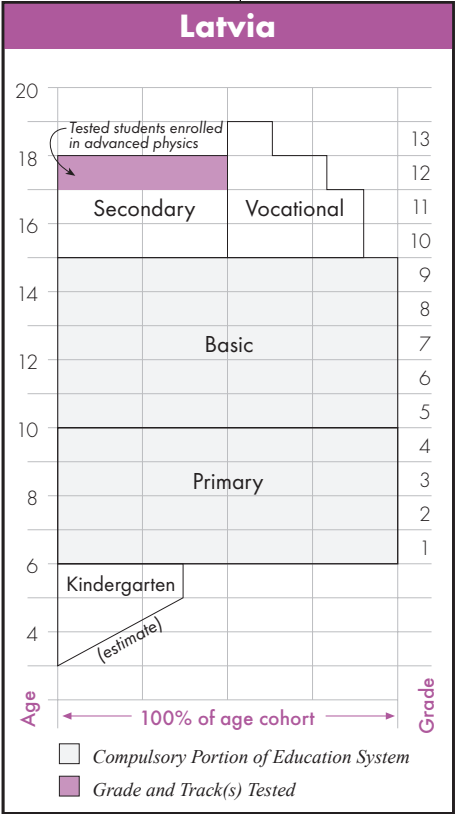 Latvia
20
Tested students enrolled
in advanced physics
13
18
12
Secondary
Vocational
11
16
10
9
14
8
Basic
7
12
6
5
10
4
Primary
3
8
2
1
6
Kindergarten
4
(estimate)
Age
100% of age cohort
Grade
Compulsory Portion of Education System
Grade and Track(s) Tested